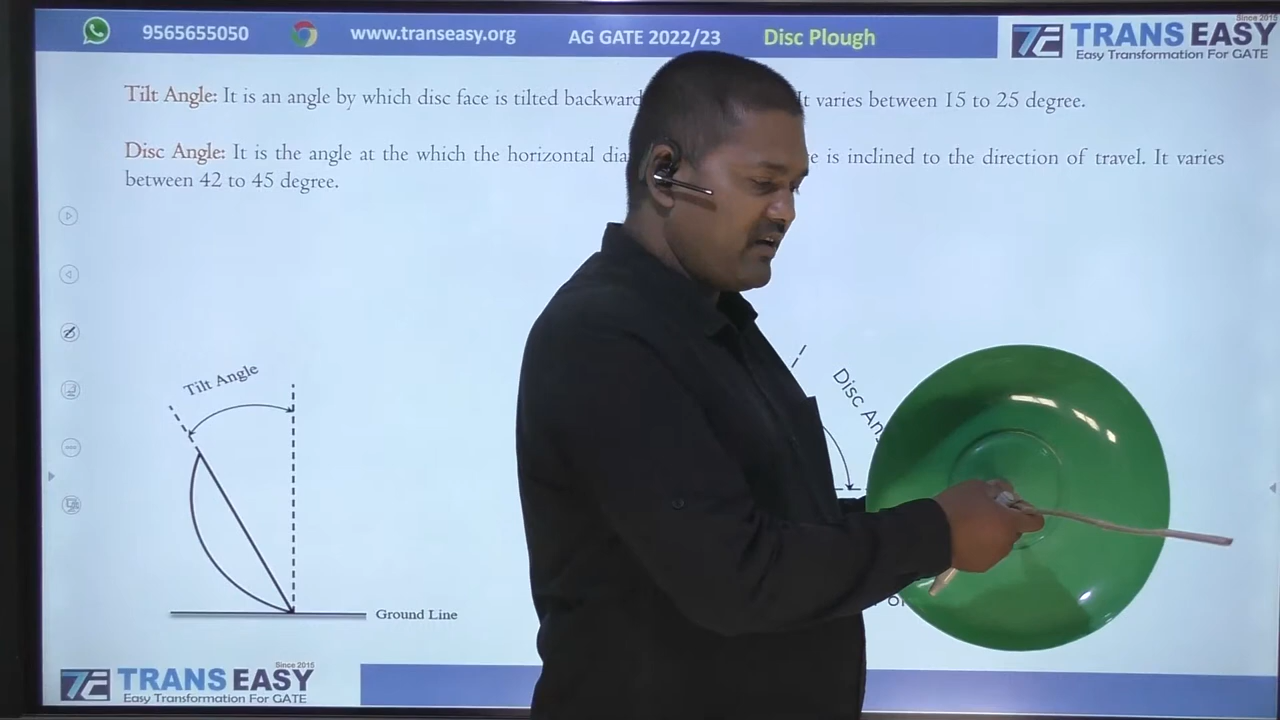 9565655050 www.transeasy.org AG GATE 2022/23 Disc Plough
Since 2015
TRANS EASY
Easy Transformation For GATE
Tilt Angle: It is an angle by which disc face is tilted backward It varies between 15 to 25 degree.
Disc Angle: It is the angle at the which the horizontal is inclined to the direction of travel. It varies
between 42 to 45 degree.
Tilt Angle
Disc
Ground Line
Since 2015
TRANS EASY
Easy Transformation For GATE